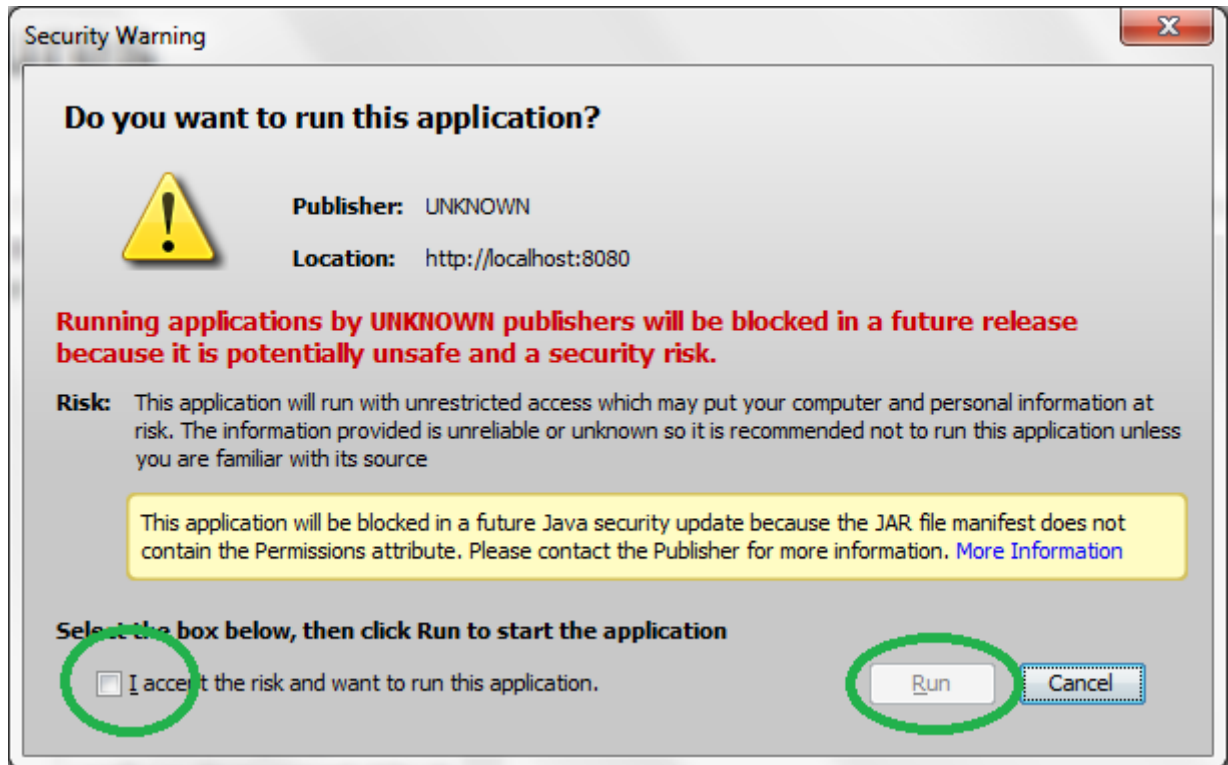 Security Warning
Do you want to run this application?
Publisher: UNKNOWN
Location: http://localhost:8080
Running applications by UNKNOWN publishers will be blocked in a future release
because it is potentially unsafe and a security risk.
Risk: This application will run with unrestricted access which may put your computer and personal information at
risk. The information provided is unreliable or unknown so it is recommended not to run this application unless
you are familiar with its source
This application will be blocked in a future Java security update because the JAR file manifest does not
contain the Permissions attribute. Please contact the Publisher for more information. More Information
Select the box below, then click Run to start the application
I accept the risk and want to run this application.
Run Cancel